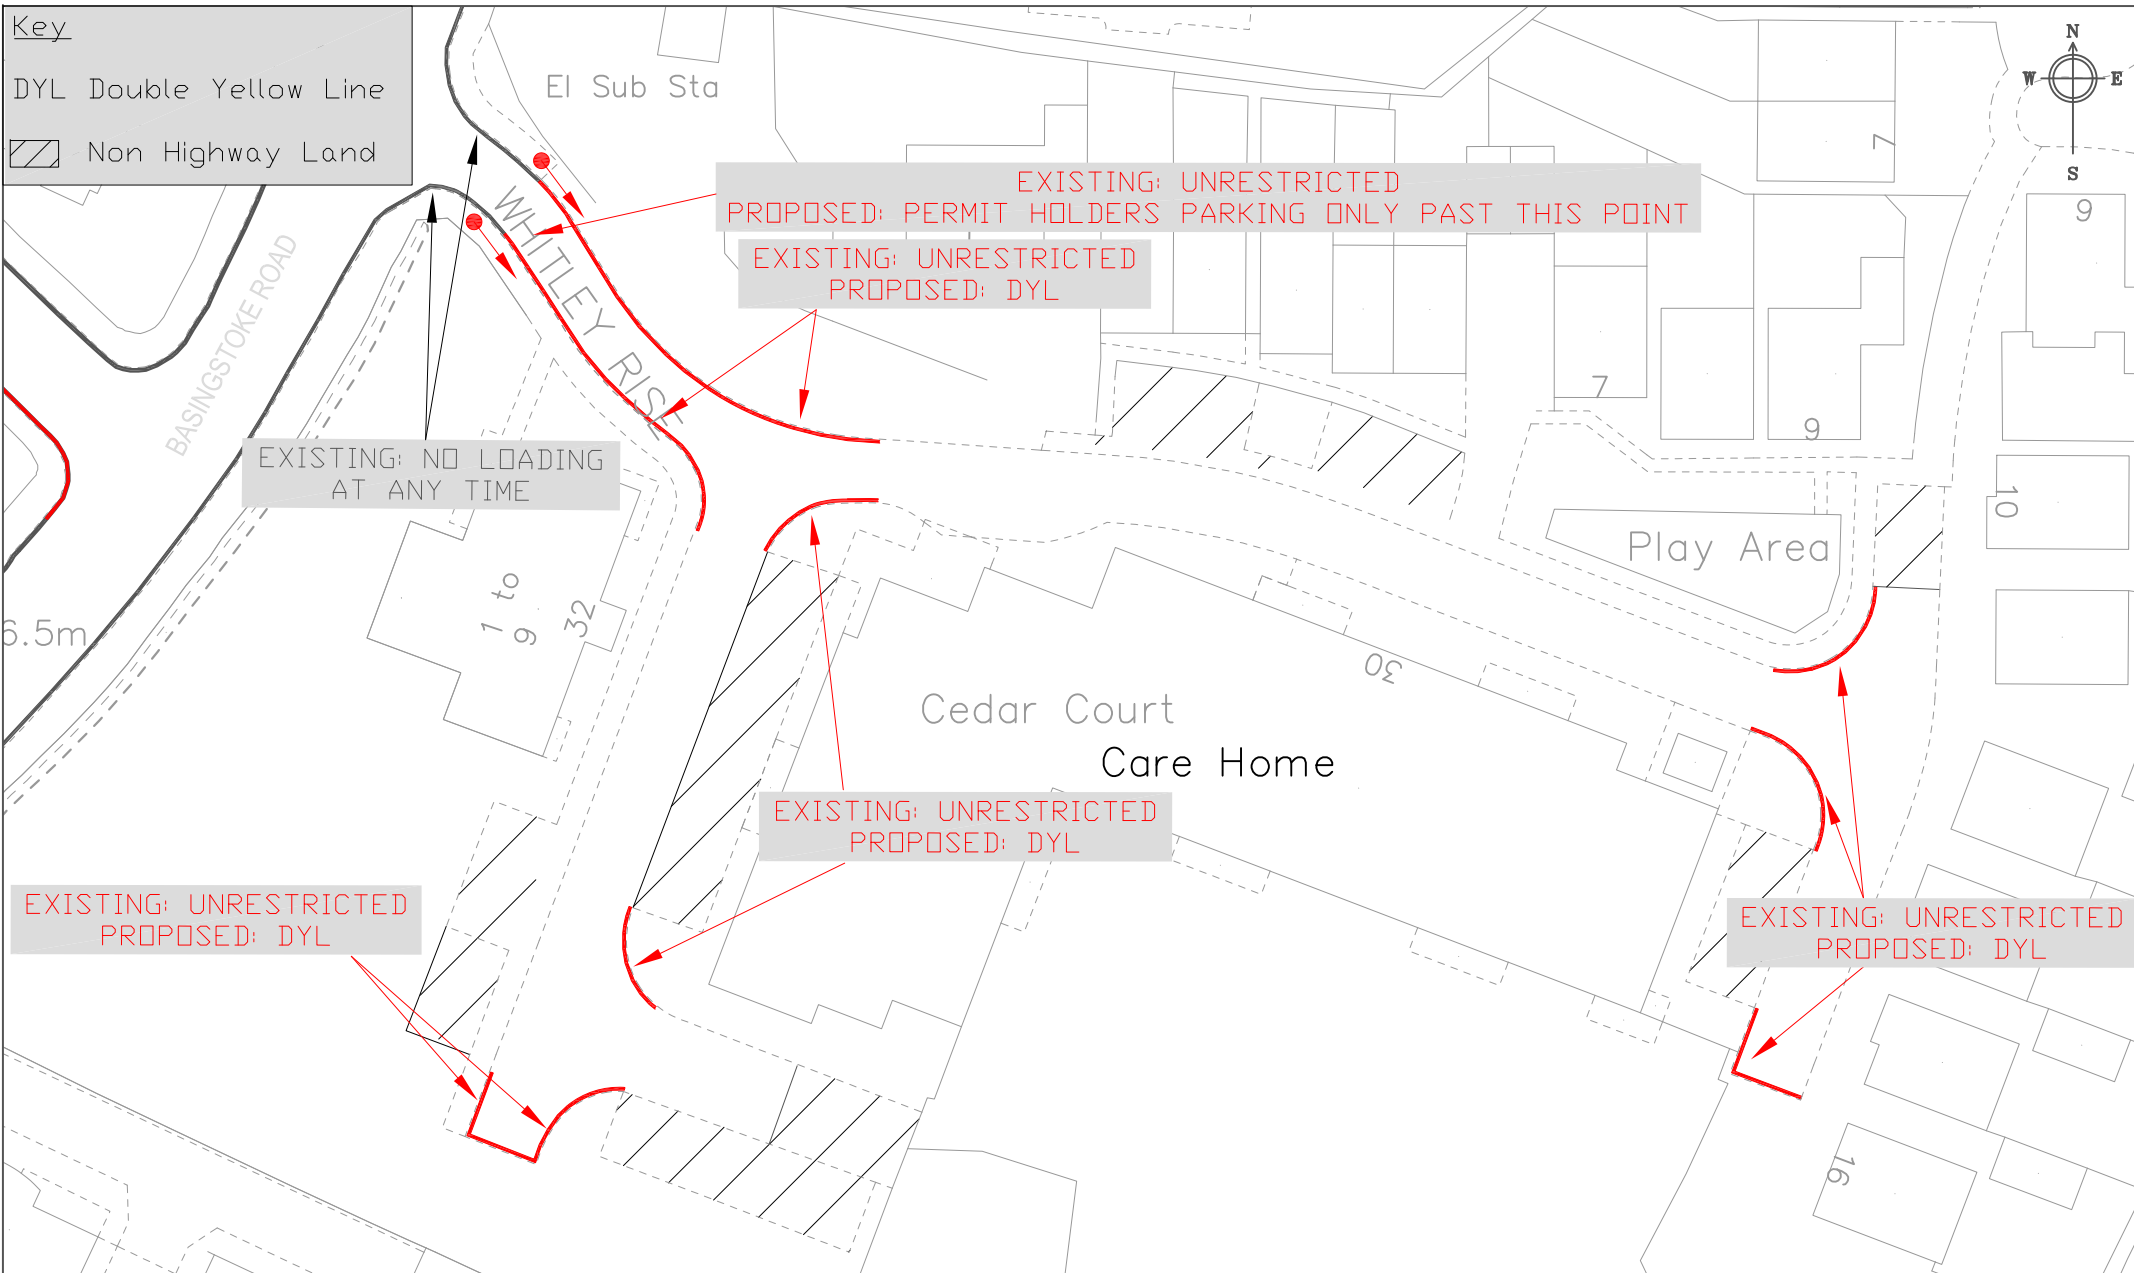 Key
DYL Double Yellow Line
Non Highway Land
El Sub Sta
N
W E
S
7
9
EXISTING: UNRESTRICTED
PROPOSED: PERMIT HOLDERS PARKING ONLY PAST THIS POINT
EXISTING: UNRESTRICTED
PROPOSED: DYL
WHITLEY RISE
BASINGSTOKE ROAD
EXISTING: NO LOADING
AT ANY TIME
7
9
10
Play Area
1 to
9
32
6.5m
30
Cedar Court
Care Home
EXISTING: UNRESTRICTED
PROPOSED: DYL
EXISTING: UNRESTRICTED
PROPOSED: DYL
EXISTING: UNRESTRICTED
PROPOSED: DYL
16